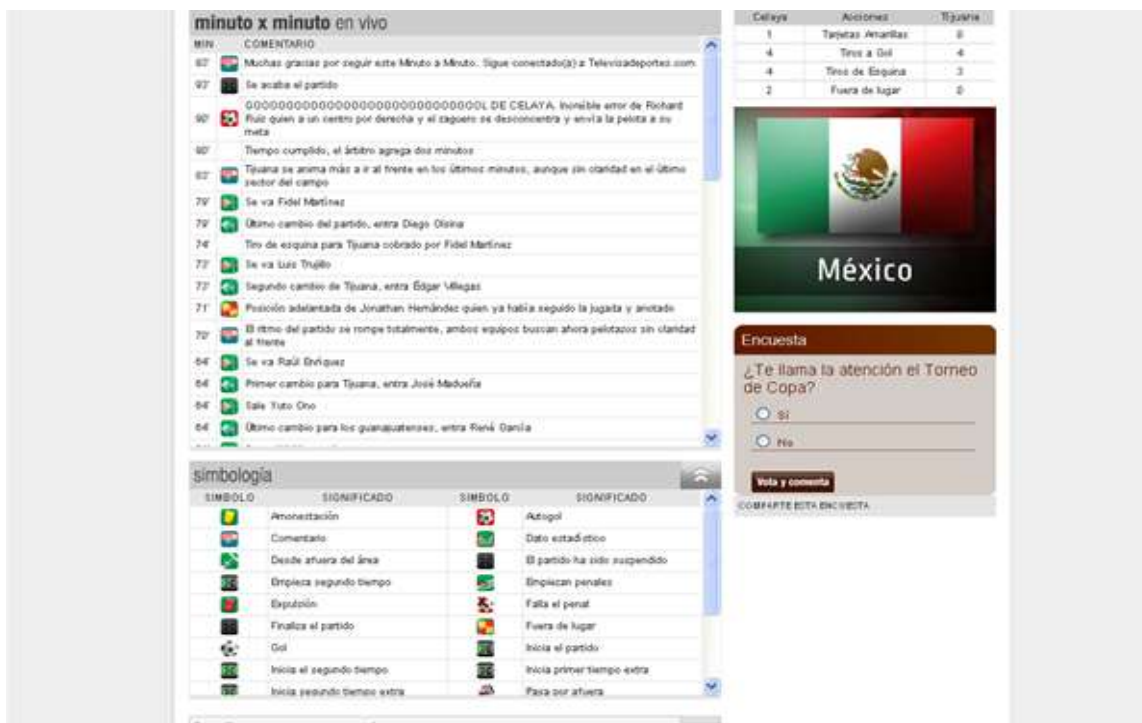 minuto x minuto en vivo
MIN COMENTARIO
93' Muchas gracias por seguir este Minuto a Minuto. Sigue conectado(a) a Televisadeportes.com
93' Se acaba el partido
GOOOOOOOOOOOOOOOOOOOOOOOOOOOOOOL DE CELAYA. Increíble error de Richard
90' Ruiz quien a un centro por derecha y el zaguero se desconcentra y envía la pelota a su
meta
90' Tiempo cumplido, el árbitro agrega dos minutos
83' Tijuana se anima más a ir al frente en los últimos minutos, aunque sin claridad en el último
sector del campo
79' Se va Fidel Martínez
79' Último cambio del partido, entra Diego Olsina
74' Tiro de esquina para Tijuana cobrado por Fidel Martínez
73' Se va Luis Trujillo
73' Segundo cambio de Tijuana, entra Édgar Villegas
71' Posición adelantada de Jonathan Hernández quien ya había seguido la jugada y anotado
70' El ritmo del partido se rompe totalmente, ambos equipos buscan ahora pelotazos sin claridad
al frente
64' Se va Raúl Enríquez
64' Primer cambio para Tijuana, entra José Madueña
64' Sale Yuto Ono
64' Último cambio para los guanajuatenses, entra René García
simbología
SIMBOLO SIGNIFICADO SIMBOLO SIGNIFICADO
Amonestación Autogol
Comentario Dato estadístico
Desde afuera del área El partido ha sido suspendido
Empieza segundo tiempo Empiezan penales
Expulsión Falla el penal
Finaliza el partido Fuera de lugar
Gol Inicia el partido
Inicia el segundo tiempo Inicia primer tiempo extra
Inicia segundo tiempo extra Pasa por afuera
Celaya Acciones Tijuana
1 Tarjetas Amarillas
4 Tiros a Gol 4
4 Tiros de Esquina 3
2 Fuera de lugar
México
Encuesta
¿Te llama la atención el Torneo
de Copa?
Sí
No
Vota y comenta
COMPARTE ESTA ENCUESTA